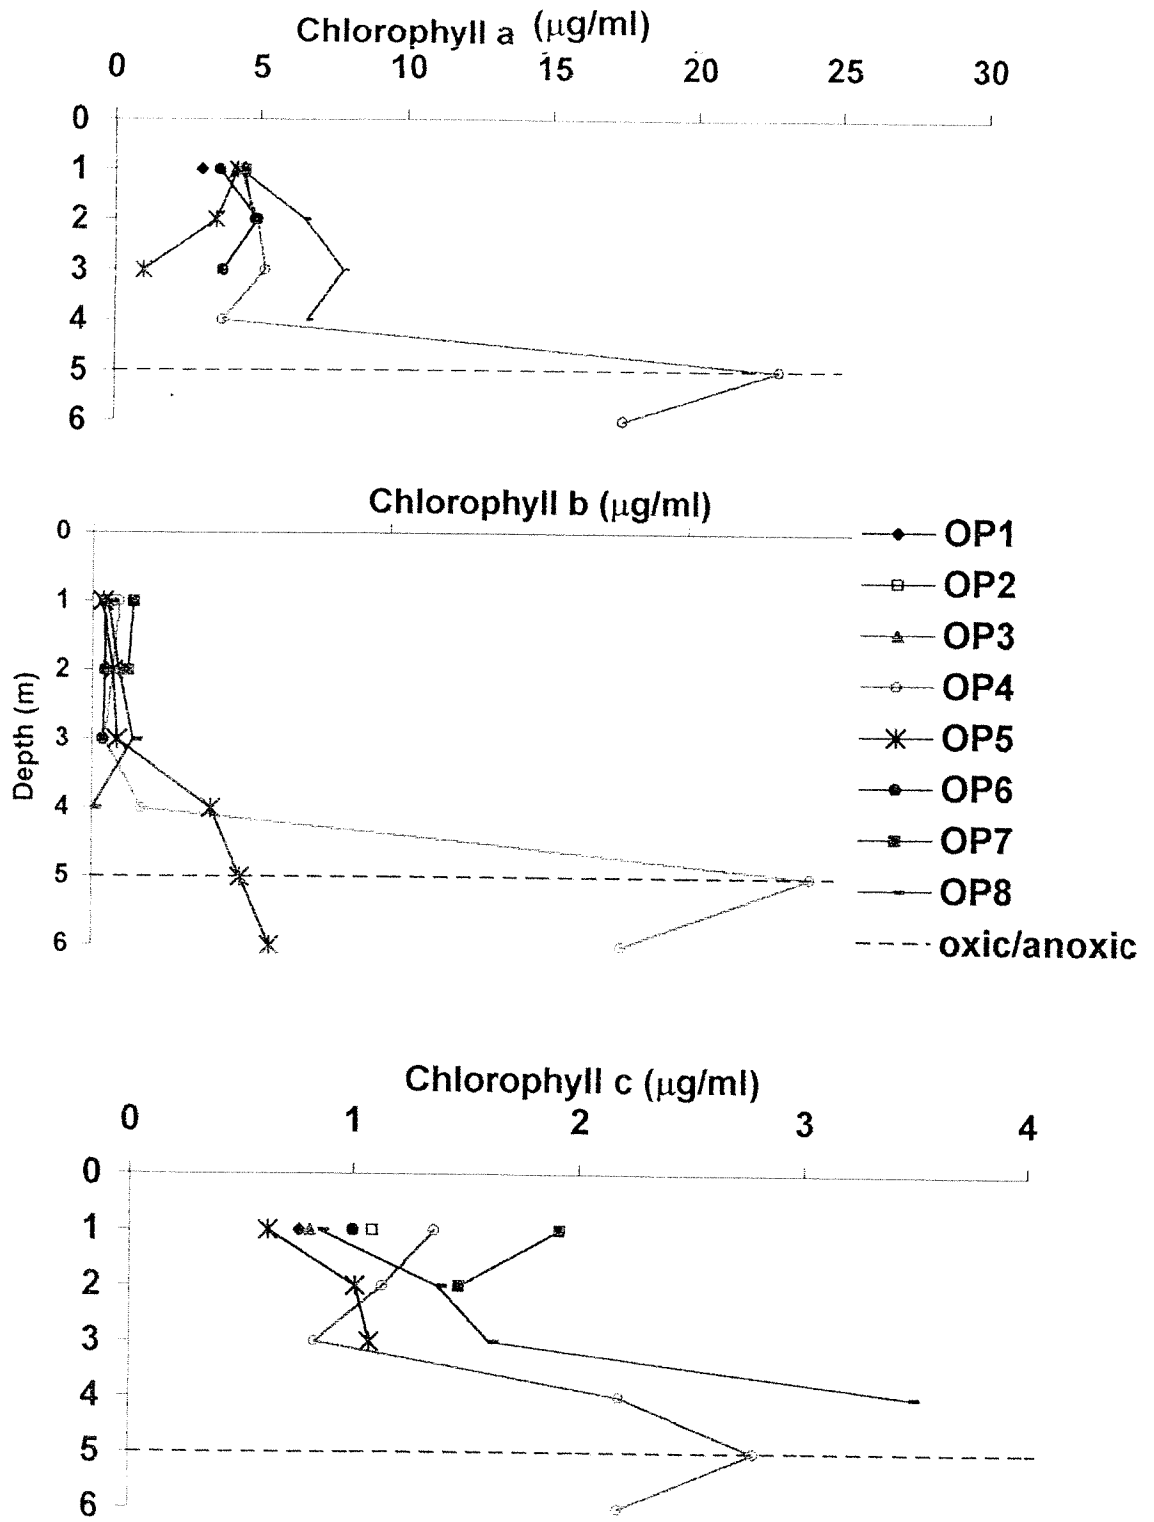 Chlorophyll a (μg/ml)
0 5 10 15 20 25 30
0
1
2
3
4
5
6
Chlorophyll b (μg/ml)
0
1
2
3
4
5
6
Depth (m)
OP1
OP2
OP3
OP4
OP5
OP6
OP7
OP8
oxic/anoxic
Chlorophyll c (μg/ml)
0 1 2 3 4
0
1
2
3
4
5
6